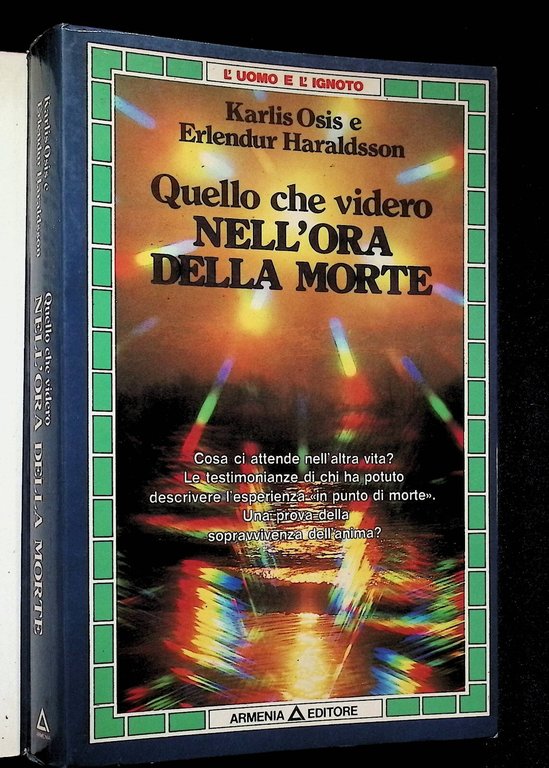 L'UOMO E L'IGNOTO
Karlis Osis e
Erlendur Haraldsson
Quello che videro
NELL'ORA
DELLA MORTE
Cosa ci attende nell'altra vita?
Le testimonianze di chi ha potuto
descrivere l'esperienza «in punto di morte».
Una prova della
sopravvivenza dell'anima?
ARMENIA EDITORE
Karlis Osis e
Erlendur Haraldsson
Quello che videro
NELL'ORA DELLA MORTE
ARMENIA